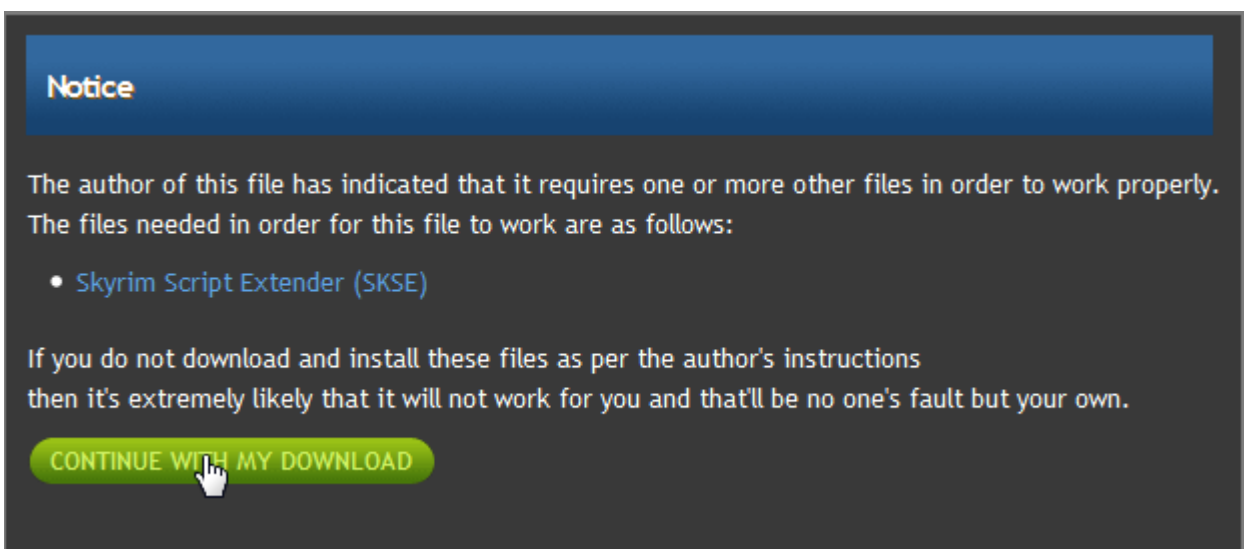 Notice
The author of this file has indicated that it requires one or more other files in order to work properly.
The files needed in order for this file to work are as follows:
• Skyrim Script Extender (SKSE)
If you do not download and install these files as per the author's instructions
then it's extremely likely that it will not work for you and that'll be no one's fault but your own.
CONTINUE WITH MY DOWNLOAD